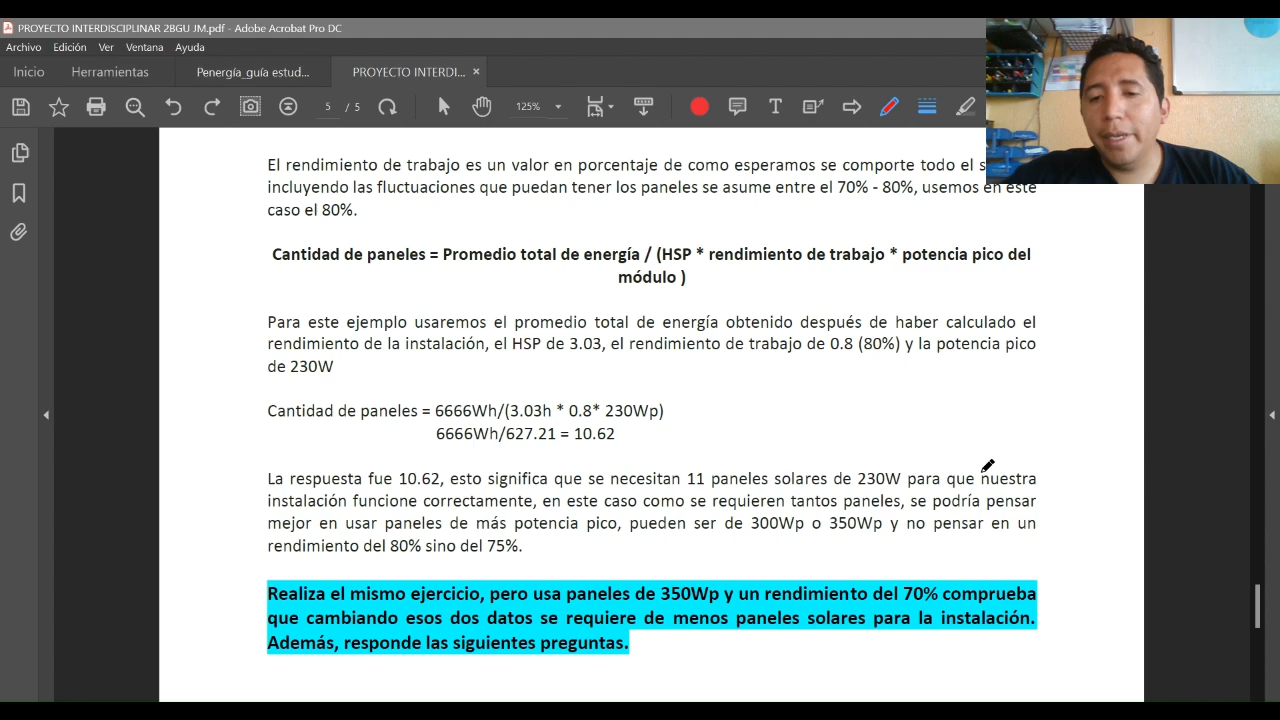 PROYECTO INTERDISCIPLINAR 2BGU JM.pdf - Adobe Acrobat Pro DC
Archivo Edición Ver Ventana Ayuda
Inicio Herramientas Penergía_guía estud... PROYECTO INTERDI... ×
5 / 5 125%
El rendimiento de trabajo es un valor en porcentaje de como esperamos se comporte todo el
incluyendo las fluctuaciones que puedan tener los paneles se asume entre el 70% - 80%, usemos en este
caso el 80%.
Cantidad de paneles = Promedio total de energía / (HSP * rendimiento de trabajo * potencia pico del
módulo )
Para este ejemplo usaremos el promedio total de energía obtenido después de haber calculado el
rendimiento de la instalación, el HSP de 3.03, el rendimiento de trabajo de 0.8 (80%) y la potencia pico
de 230W
Cantidad de paneles = 6666Wh/(3.03h * 0.8* 230Wp)
6666Wh/627.21 = 10.62
La respuesta fue 10.62, esto significa que se necesitan 11 paneles solares de 230W para que nuestra
instalación funcione correctamente, en este caso como se requieren tantos paneles, se podría pensar
mejor en usar paneles de más potencia pico, pueden ser de 300Wp o 350Wp y no pensar en un
rendimiento del 80% sino del 75%.
Realiza el mismo ejercicio, pero usa paneles de 350Wp y un rendimiento del 70% comprueba
que cambiando esos dos datos se requiere de menos paneles solares para la instalación.
Además, responde las siguientes preguntas.